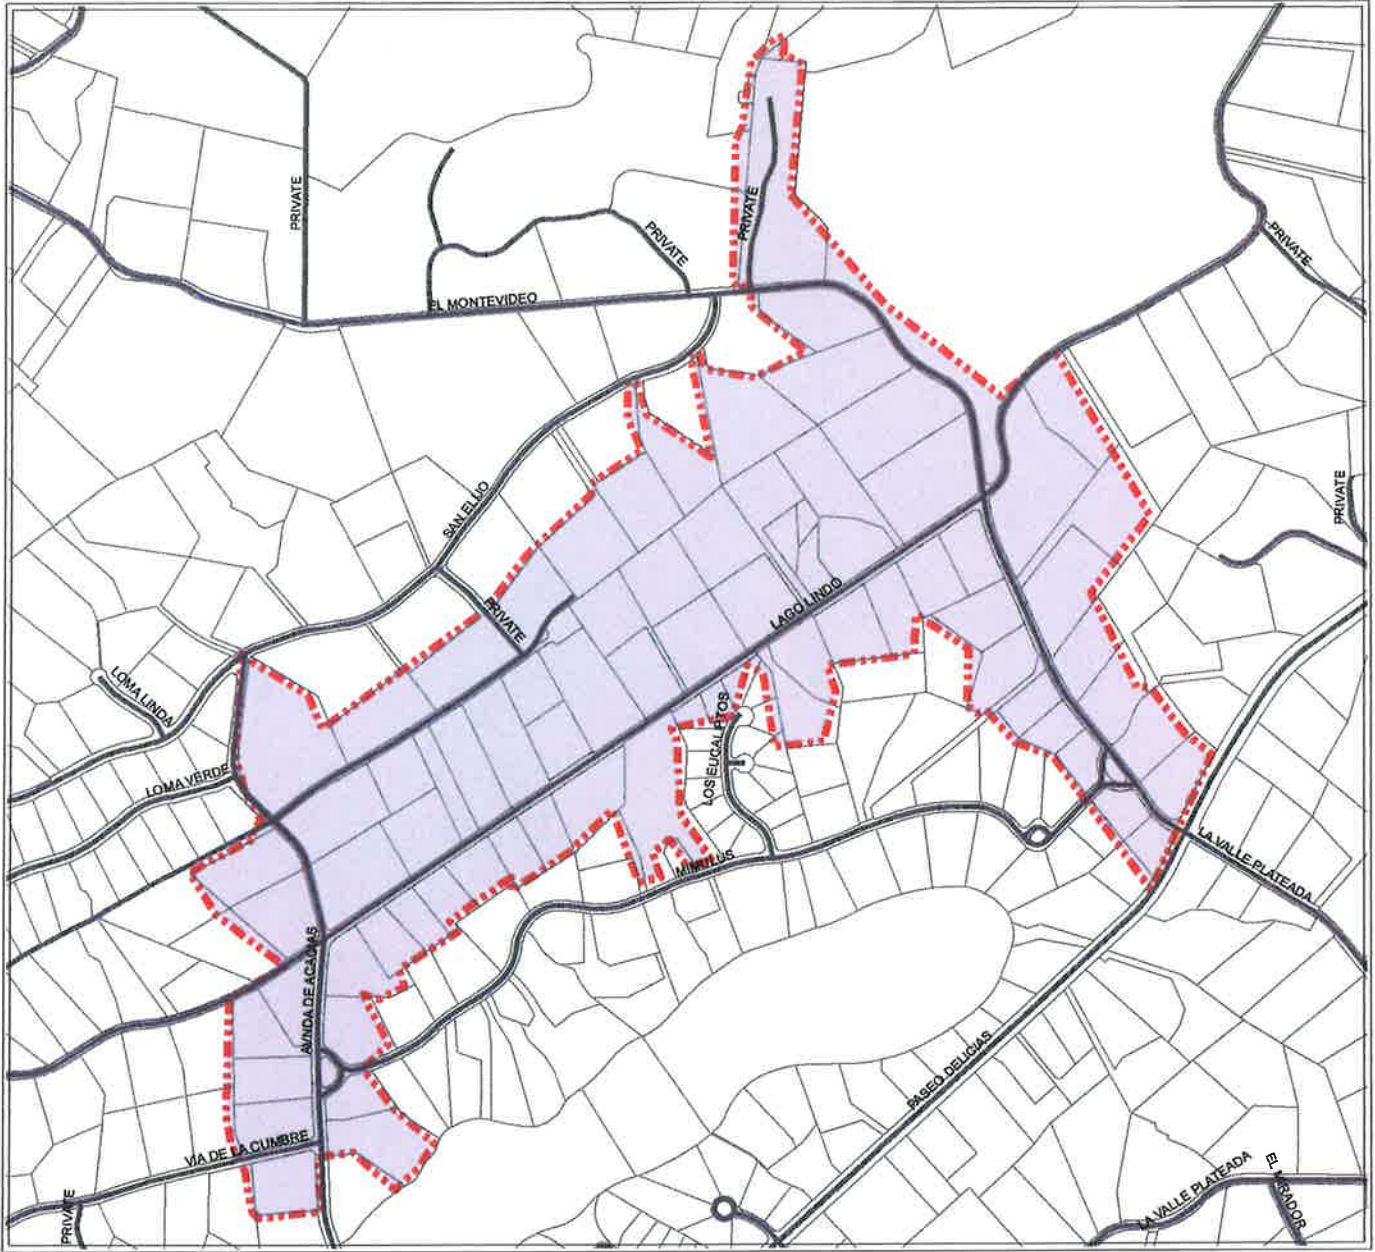 PRIVATE
PRIVATE
PRIVATE
PRIVATE
EL MONTEVIDEO
SAN ELIJO
PRIVATE
PRIVATE
LAGO LINDO
LOMA LINDA
LOMA VERDE
LOS EUCALIPTOS
MIMULUS
LA VALLE PLATEADA
AVNDA DE ACACIAS
PASEO DELICIAS
VIA DE LA CUMBRE
LA VALLE PLATEADA
EL MIRADOR
PRIVATE